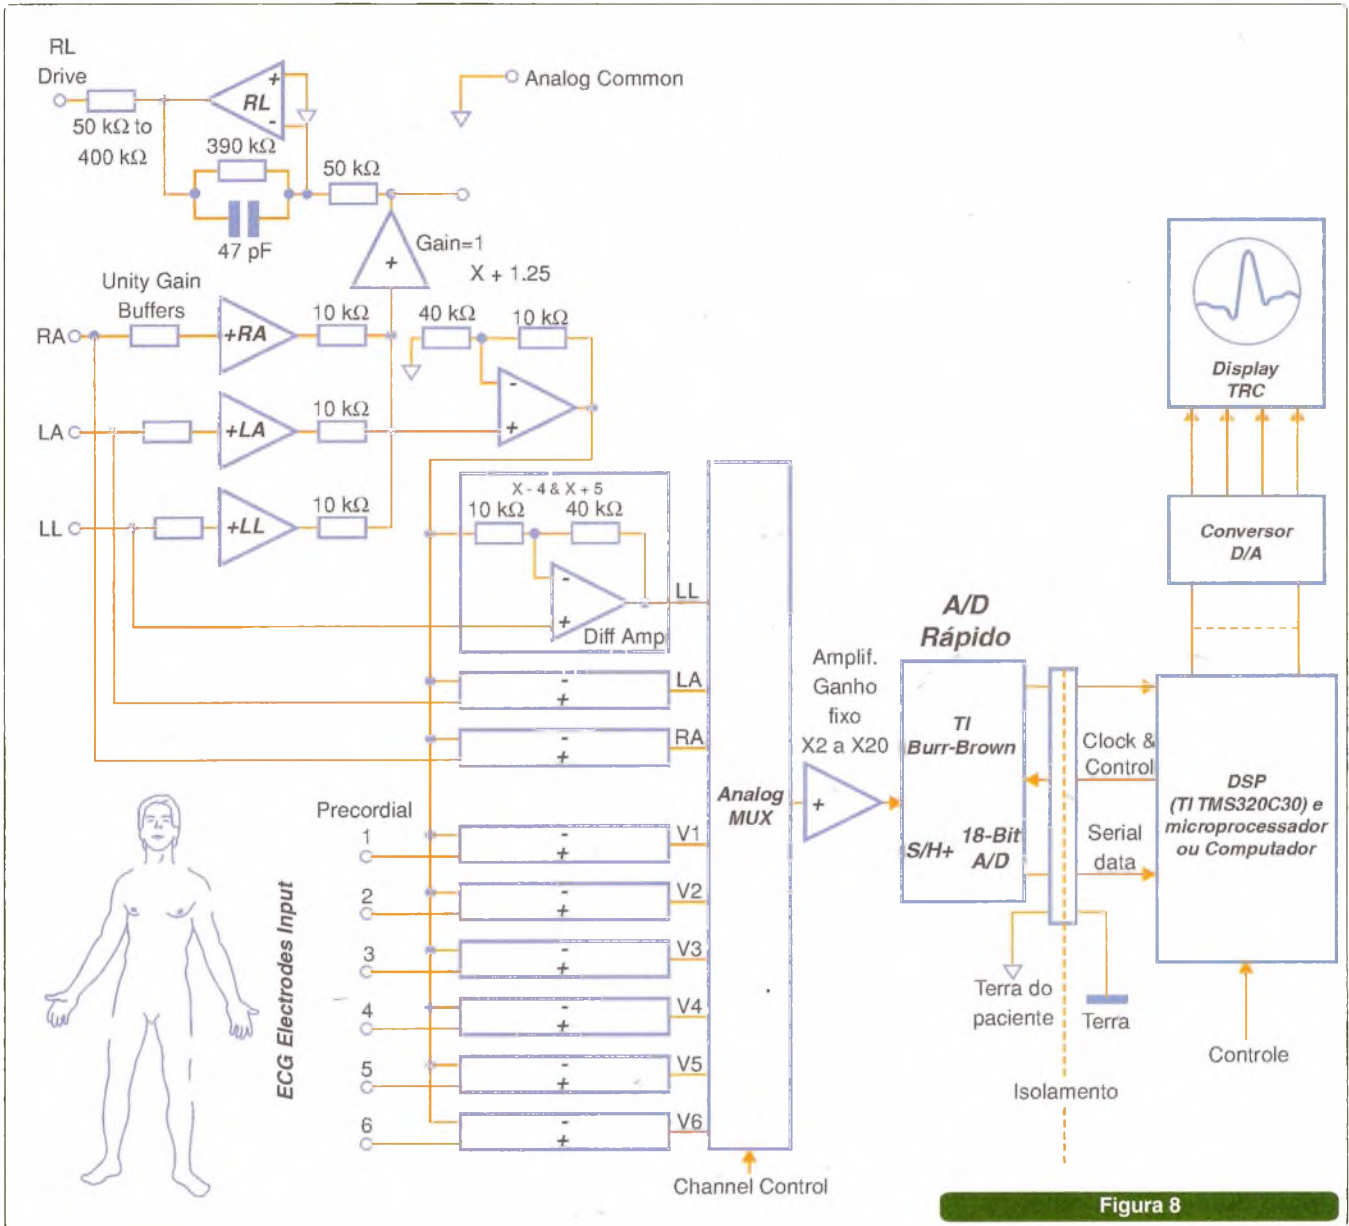 RL
Drive
50 kΩ to
400 kΩ
+
RL
-
Analog Common
390 kΩ
50 kΩ
47 pF
Gain=1
+
X + 1.25
Unity Gain
Buffers
RA
+RA
10 kΩ
40 kΩ
10 kΩ
-
+
LA
+LA
10 kΩ
LL
+LL
10 kΩ
X - 4 & X + 5
10 kΩ
40 kΩ
-
+
Diff Amp
LL
-
+
LA
-
+
RA
Precordial
1
-
+
V1
2
-
+
V2
3
-
+
V3
4
-
+
V4
5
-
+
V5
6
-
+
V6
ECG Electrodes Input
Analog
MUX
Channel Control
Amplif.
Ganho
fixo
X2 a X20
+
A/D
Rápido
TI
Burr-Brown
S/H+
18-Bit
A/D
Clock &
Control
Serial
data
Terra do
paciente
Terra
Isolamento
DSP
(TI TMS320C30) e
microprocessador
ou Computador
Controle
Conversor
D/A
Display
TRC
Figura 8